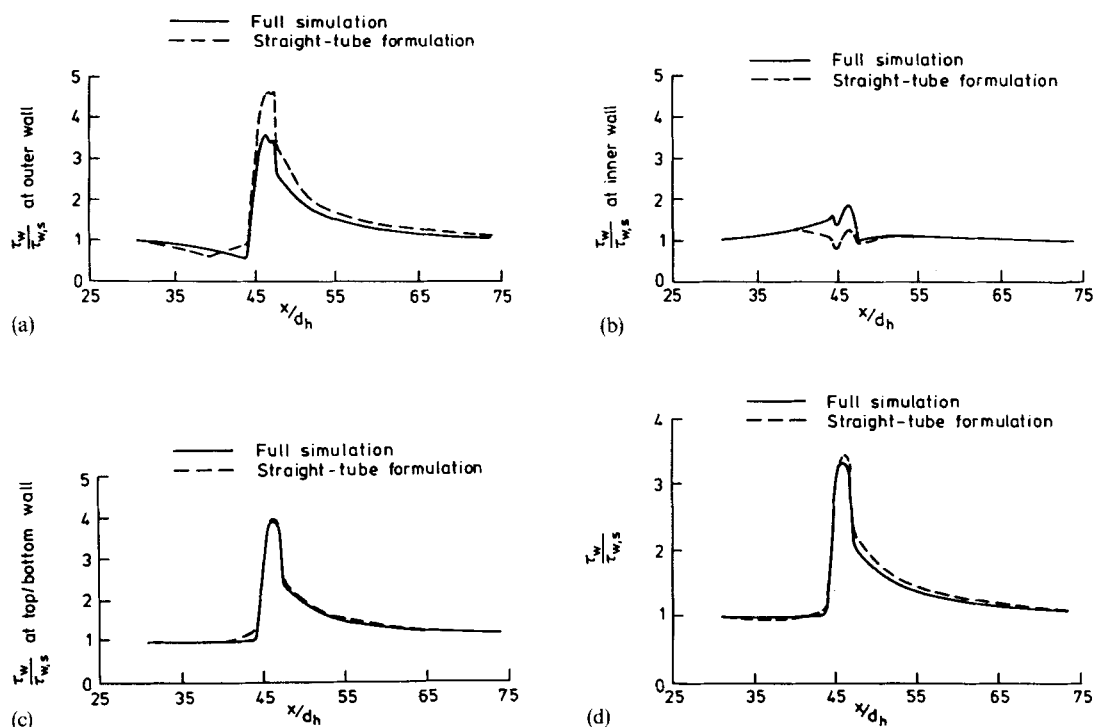 Full simulation
Straight-tube formulation
τw/τw,s at outer wall
5
4
3
2
1
0
25 35 45 55 65 75
x/dh
(a)
Full simulation
Straight-tube formulation
τw/τw,s at inner wall
5
4
3
2
1
0
25 35 45 55 65 75
x/dh
(b)
Full simulation
Straight-tube formulation
τw/τw,s at top/bottom wall
5
4
3
2
1
0
25 35 45 55 65 75
x/dh
(c)
Full simulation
Straight-tube formulation
τw/τw,s
4
3
2
1
0
25 35 45 55 65 75
x/dh
(d)